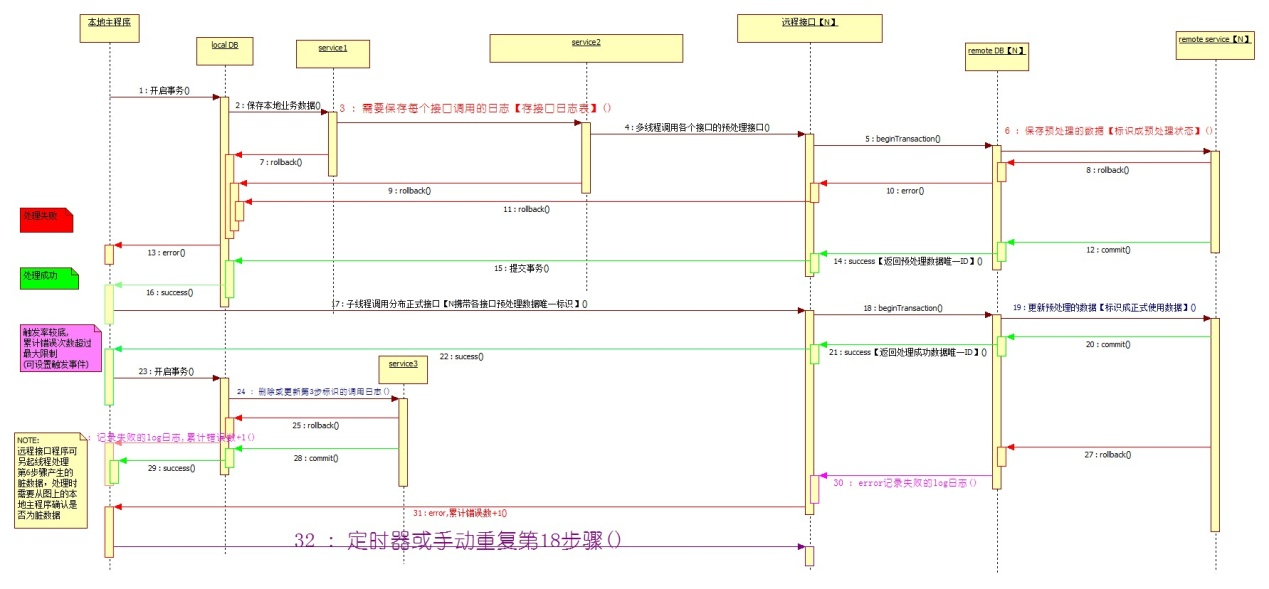 本地主程序
local DB
service1
service2
远程接口【N】
remote DB【N】
remote service【N】
1 : 开启事务()
2 : 保存本地业务数据()
3 : 需要保存每个接口调用的日志【存接口日志表】()
4 : 多线程调用各个接口的预处理接口()
5 : beginTransaction()
6 : 保存预处理的数据【标识成预处理状态】()
7 : rollback()
8 : rollback()
9 : rollback()
10 : error()
11 : rollback()
处理失败
12 : commit()
13 : error()
14 : success【返回预处理数据唯一ID】()
15 : 提交事务()
处理成功
16 : success()
17 : 子线程调用分布正式接口【N携带各接口预处理数据唯一标识】()
18 : beginTransaction()
19 : 更新预处理的数据【标识成正式使用数据】()
触发率较底,
累计错误次数超过
最大限制
(可设置触发事件)
20 : commit()
21 : success【返回处理成功数据唯一ID】()
22 : sucess()
service3
23 : 开启事务()
24 : 删除或更新第3步标识的调用日志()
25 : rollback()
: 记录失败的log日志,累计错误数+1()
NOTE:
远程接口程序可
另起线程处理
第6步骤产生的
脏数据，处理时
需要从图上的本
地主程序确认是
否为脏数据
27 : rollback()
28 : commit()
29 : success()
30 : error记录失败的log日志()
31 : error,累计错误数+1()
32 : 定时器或手动重复第18步骤()